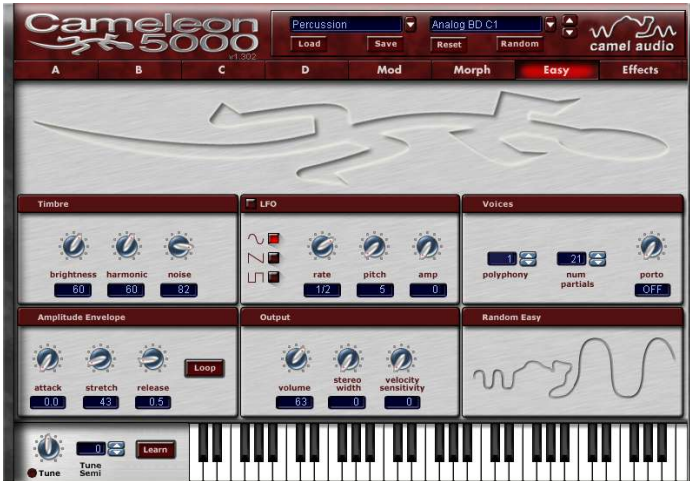 Cameleon
5000
v1.302
Percussion
Analog BD C1
Load
Save
Reset
Random
camel audio
A
B
C
D
Mod
Morph
Easy
Effects
Timbre
LFO
Voices
brightness
harmonic
noise
60
60
82
rate
pitch
amp
1/2
5
0
1
21
polyphony
num
partials
porto
OFF
Amplitude Envelope
Output
Random Easy
attack
stretch
release
Loop
0.0
43
0.5
volume
stereo
width
velocity
sensitivity
63
0
0
Tune
0
Tune
Semi
Learn